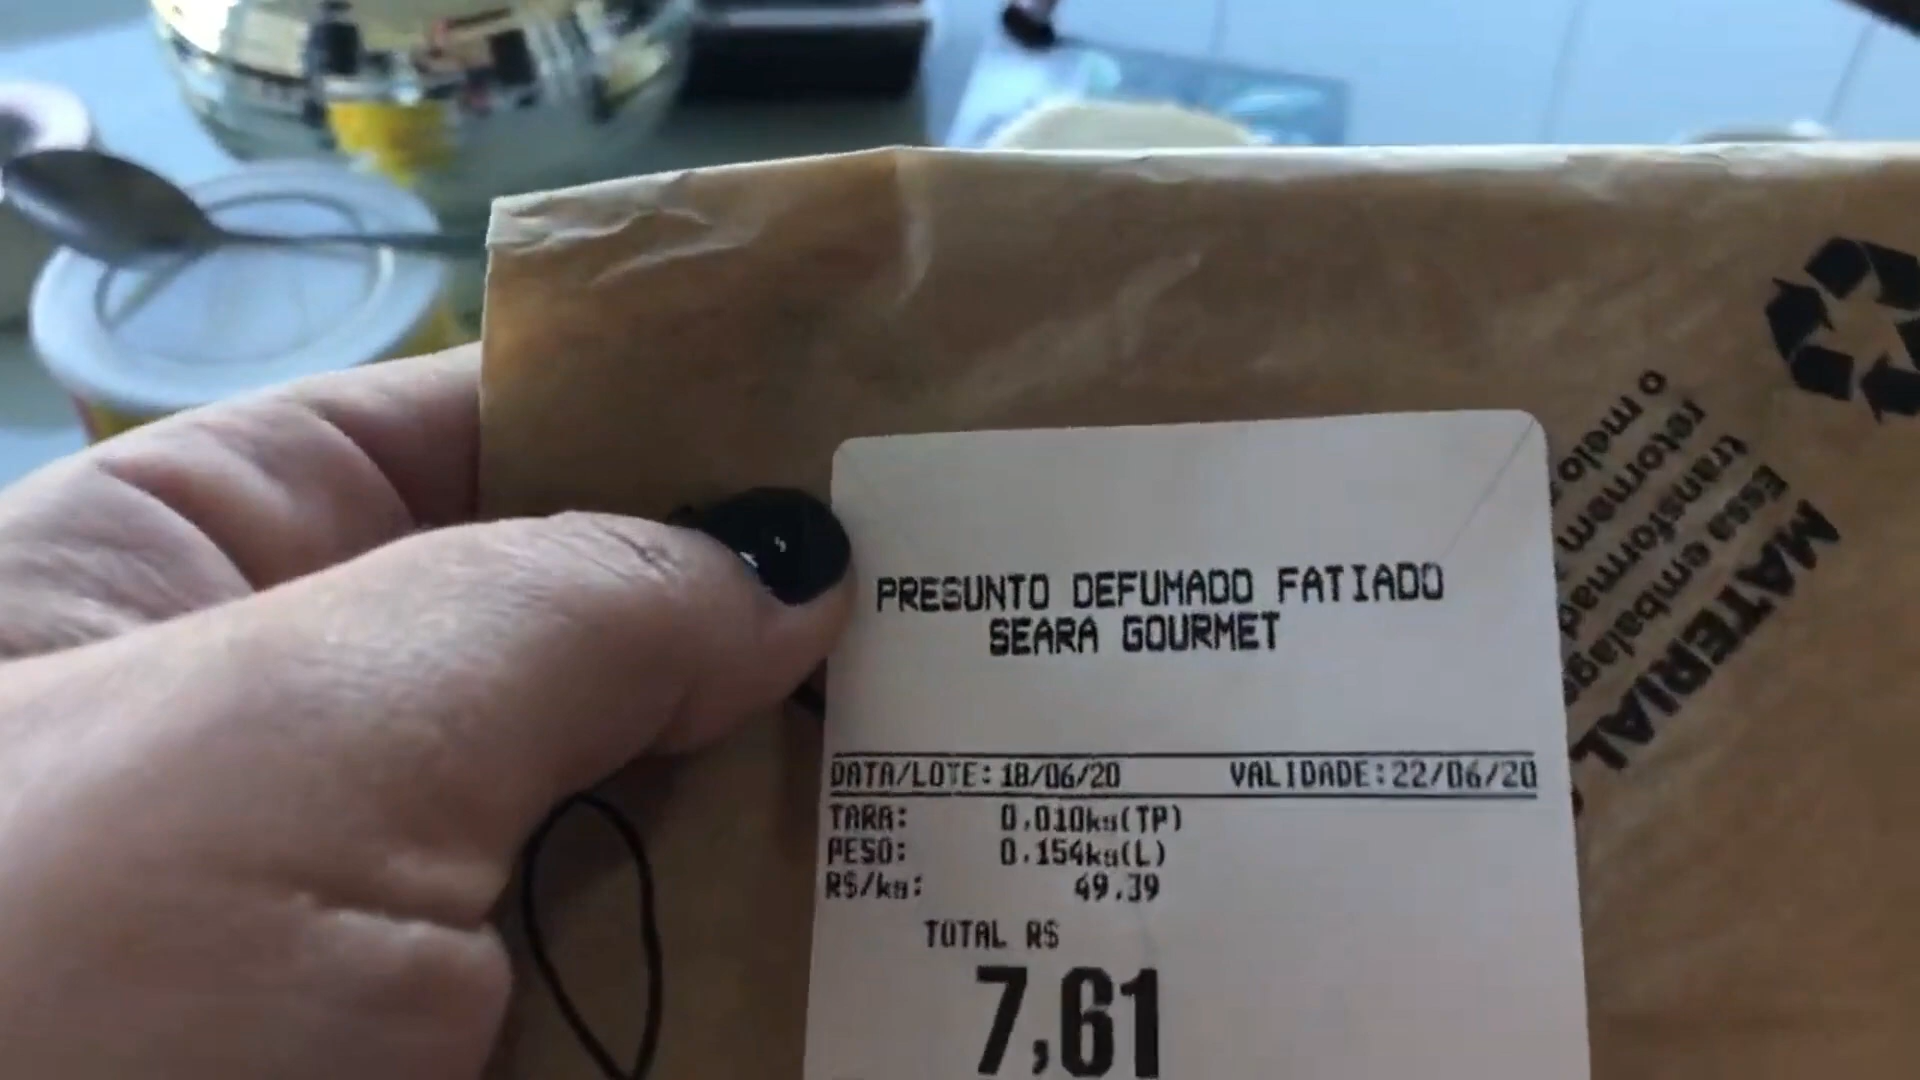 PRESUNTO DEFUMADO FATIADO
SEARA GOURMET
DATA/LOTE: 18/06/20 VALIDADE:22/06/20
TARA: 0.010kg(TP)
PESO: 0.154kg(L)
R$/kg: 49.39
TOTAL R$
7,61
MATERIAL
Essa embalage
transformad
retornem
o meio